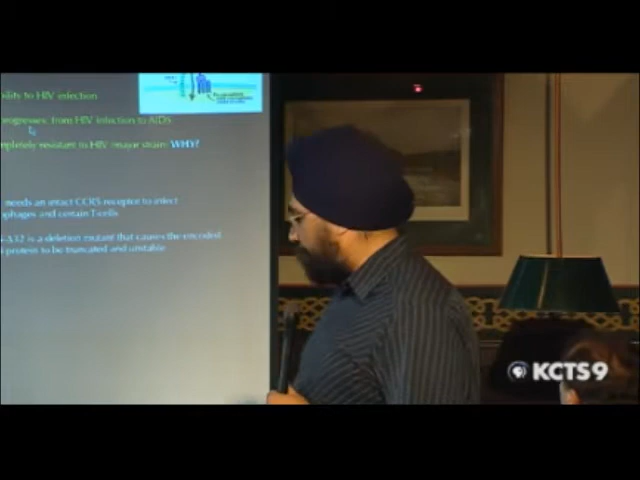 ility to HIV infection
progresses from HIV infection to AIDS
mpletely resistant to HIV (major strain) WHY?
needs an intact CCR5 receptor to infect
phages and certain T-cells
-Δ32 is a deletion mutant that causes the encoded
protein to be truncated and unstable
KCTS9